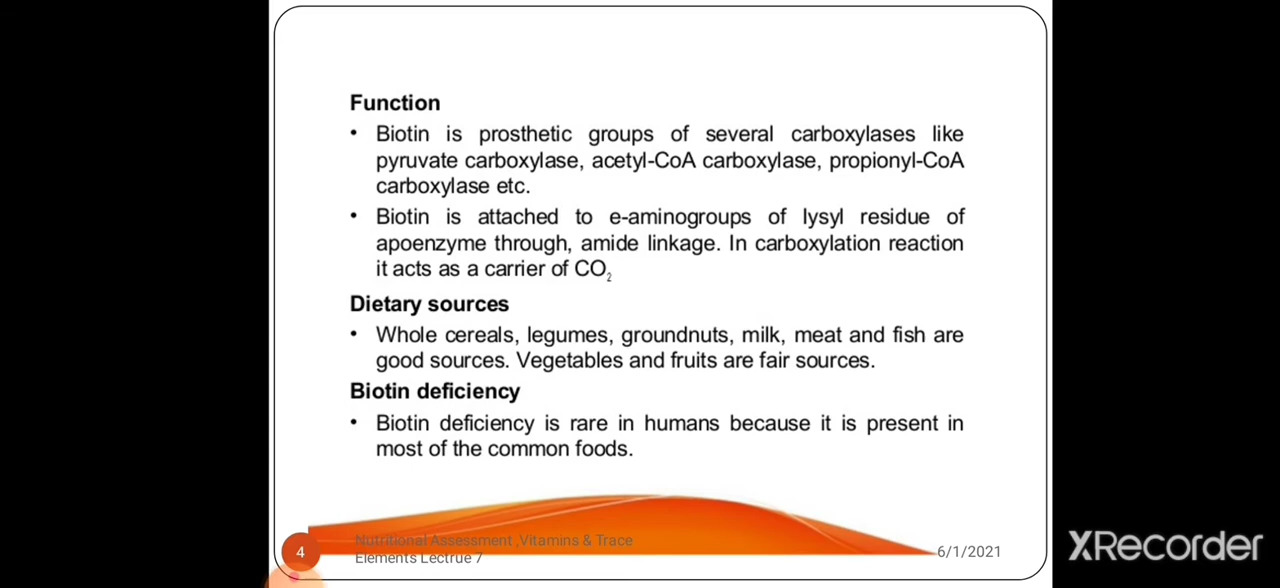 Function
• Biotin is prosthetic groups of several carboxylases like
pyruvate carboxylase, acetyl-CoA carboxylase, propionyl-CoA
carboxylase etc.
• Biotin is attached to e-aminogroups of lysyl residue of
apoenzyme through, amide linkage. In carboxylation reaction
it acts as a carrier of CO₂
Dietary sources
• Whole cereals, legumes, groundnuts, milk, meat and fish are
good sources. Vegetables and fruits are fair sources.
Biotin deficiency
• Biotin deficiency is rare in humans because it is present in
most of the common foods.
4
Nutritional Assessment ,Vitamins & Trace
Elements Lectrue 7
6/1/2021
XRecorder